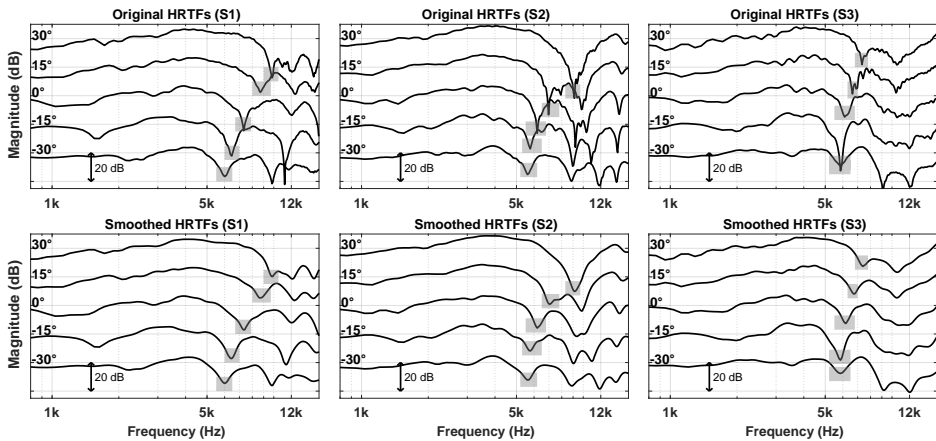 Original HRTFs (S1)
Original HRTFs (S2)
Original HRTFs (S3)
Magnitude (dB)
30°
15°
0°
-15°
-30°
20 dB
30°
15°
0°
-15°
-30°
20 dB
30°
15°
0°
-15°
-30°
20 dB
1k 5k 12k
1k 5k 12k
1k 5k 12k
Smoothed HRTFs (S1)
Smoothed HRTFs (S2)
Smoothed HRTFs (S3)
Magnitude (dB)
30°
15°
0°
-15°
-30°
20 dB
30°
15°
0°
-15°
-30°
20 dB
30°
15°
0°
-15°
-30°
20 dB
1k 5k 12k
1k 5k 12k
1k 5k 12k
Frequency (Hz)
Frequency (Hz)
Frequency (Hz)